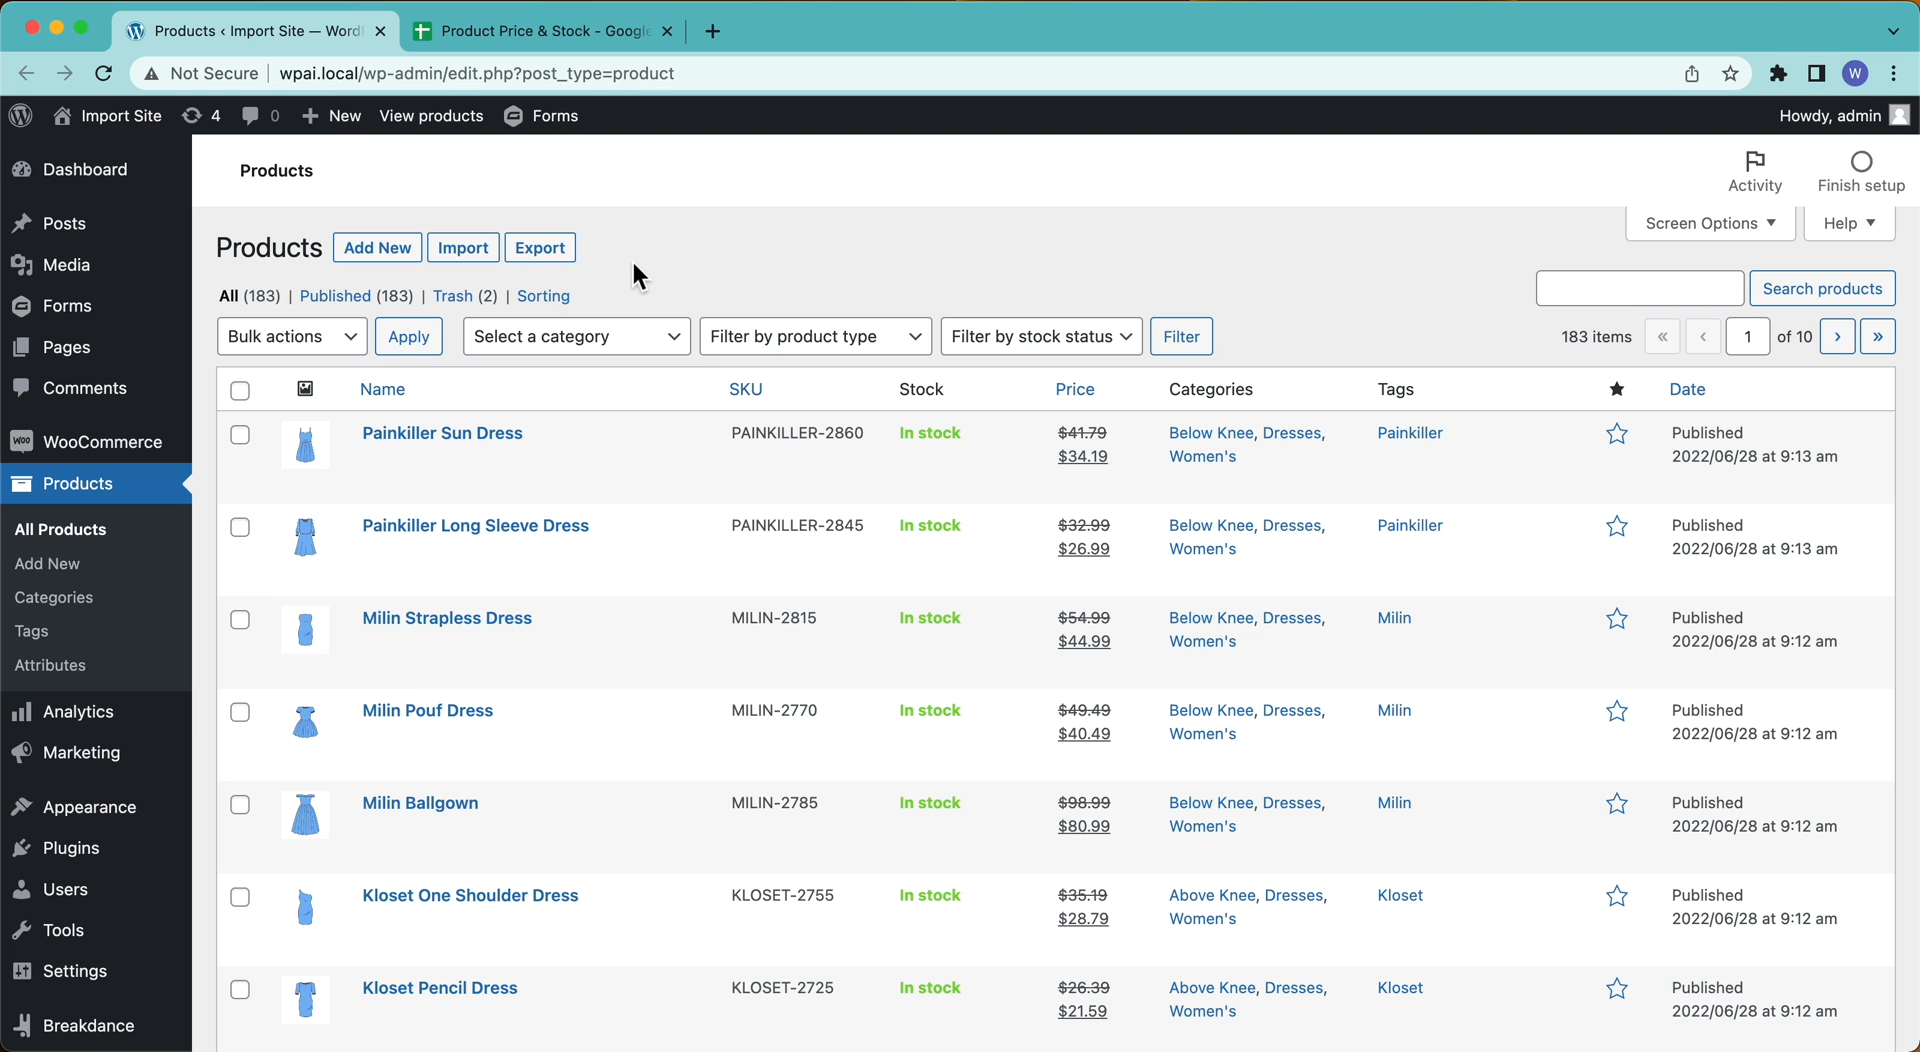 Products ‹ Import Site — Word
Product Price & Stock - Google
Not Secure wpai.local/wp-admin/edit.php?post_type=product
W
Import Site 4 0 New View products Forms
Howdy, admin
Dashboard
Posts
Media
Forms
Pages
Comments
WooCommerce
Products
All Products
Add New
Categories
Tags
Attributes
Analytics
Marketing
Appearance
Plugins
Users
Tools
Settings
Breakdance
Products
Activity
Finish setup
Screen Options
Help
Products Add New Import Export
All (183) | Published (183) | Trash (2) | Sorting
Search products
Bulk actions Apply Select a category Filter by product type Filter by stock status Filter
183 items « ‹ 1 of 10 › »
Name SKU Stock Price Categories Tags Date
Painkiller Sun Dress PAINKILLER-2860 In stock $41.79 Below Knee, Dresses, Painkiller Published
$34.19 Women's 2022/06/28 at 9:13 am
Painkiller Long Sleeve Dress PAINKILLER-2845 In stock $32.99 Below Knee, Dresses, Painkiller Published
$26.99 Women's 2022/06/28 at 9:13 am
Milin Strapless Dress MILIN-2815 In stock $54.99 Below Knee, Dresses, Milin Published
$44.99 Women's 2022/06/28 at 9:12 am
Milin Pouf Dress MILIN-2770 In stock $49.49 Below Knee, Dresses, Milin Published
$40.49 Women's 2022/06/28 at 9:12 am
Milin Ballgown MILIN-2785 In stock $98.99 Below Knee, Dresses, Milin Published
$80.99 Women's 2022/06/28 at 9:12 am
Kloset One Shoulder Dress KLOSET-2755 In stock $35.19 Above Knee, Dresses, Kloset Published
$28.79 Women's 2022/06/28 at 9:12 am
Kloset Pencil Dress KLOSET-2725 In stock $26.39 Above Knee, Dresses, Kloset Published
$21.59 Women's 2022/06/28 at 9:12 am